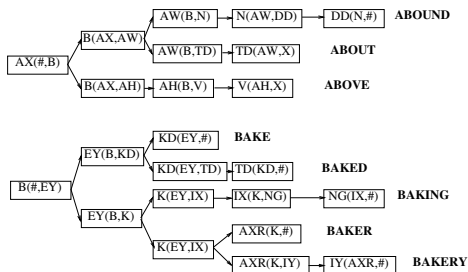 AW(B,N) N(AW,DD) DD(N,#) ABOUND
B(AX,AW)
AW(B,TD) TD(AW,X) ABOUT
AX(#,B)
B(AX,AH) AH(B,V) V(AH,X) ABOVE
KD(EY,#) BAKE
EY(B,KD)
KD(EY,TD) TD(KD,#) BAKED
B(#,EY)
K(EY,IX) IX(K,NG) NG(IX,#) BAKING
EY(B,K)
AXR(K,#) BAKER
K(EY,IX)
AXR(K,IY) IY(AXR,#) BAKERY